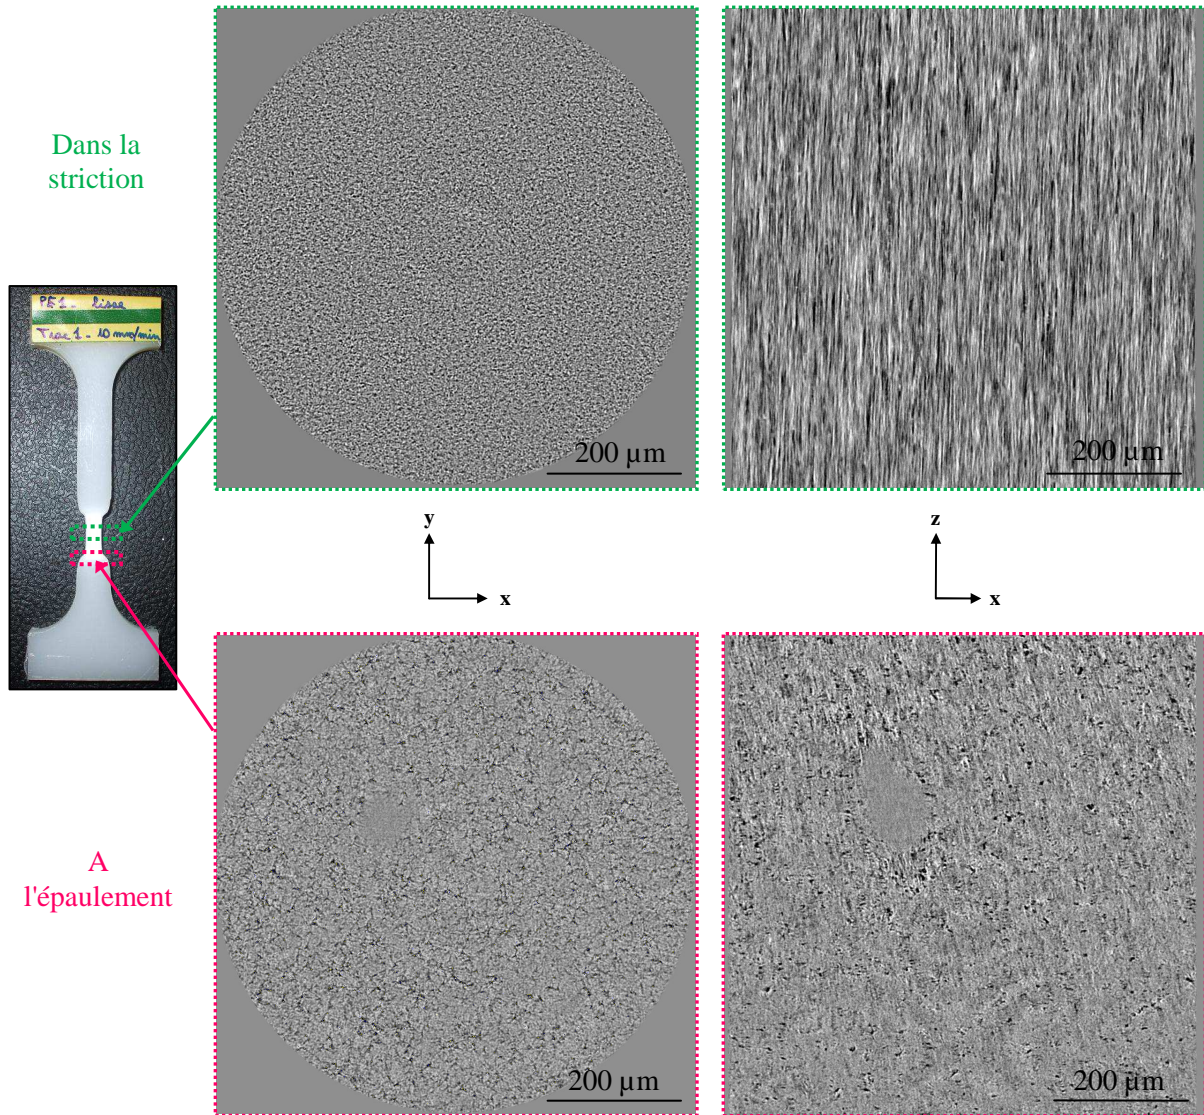 Dans la
striction
200 µm
200 µm
PE1 - lisse
Trac 1 - 10 mm/min
y
x
z
x
A
l'épaulement
200 µm
200 µm